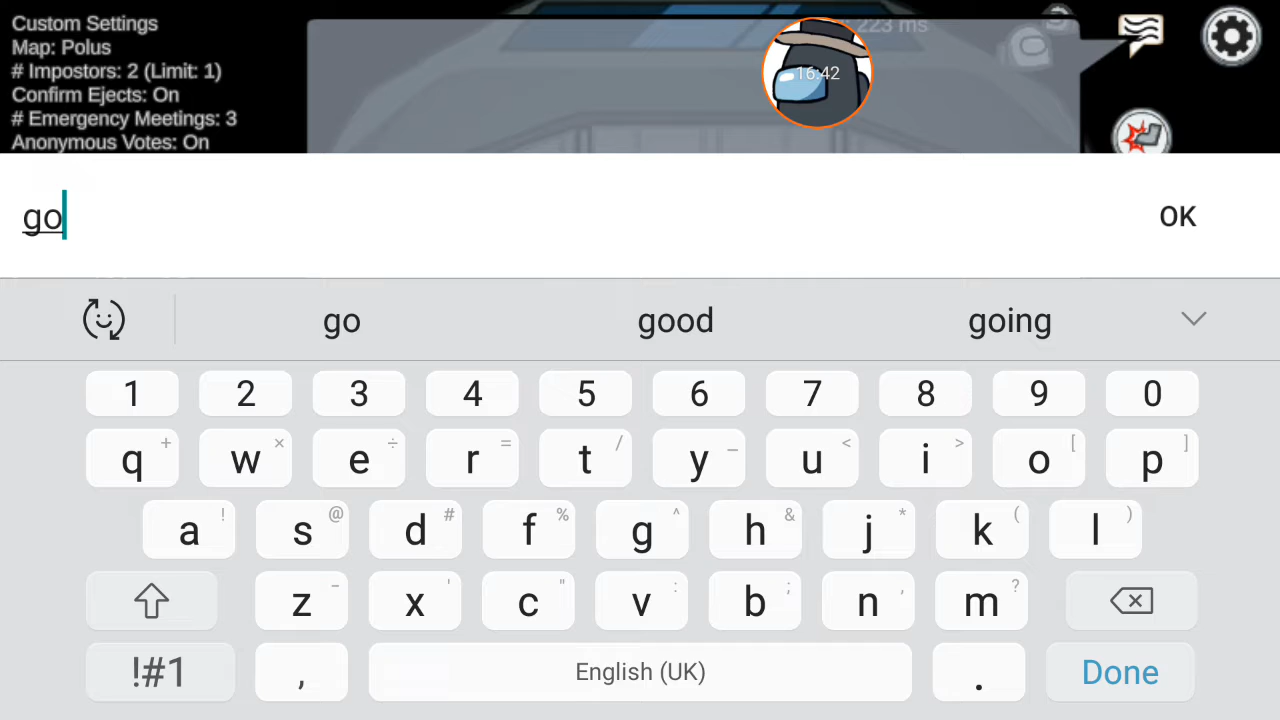 Custom Settings
Map: Polus
# Impostors: 2 (Limit: 1)
Confirm Ejects: On
# Emergency Meetings: 3
Anonymous Votes: On
223 ms
16:42
go
OK
go good going
1 2 3 4 5 6 7 8 9 0
q + w × e ÷ r = t / y _ u < i > o [ p ]
a ! s @ d # f % g ^ h & j * k ( l )
z - x ' c " v : b ; n , m ?
!#1 , English (UK) . Done